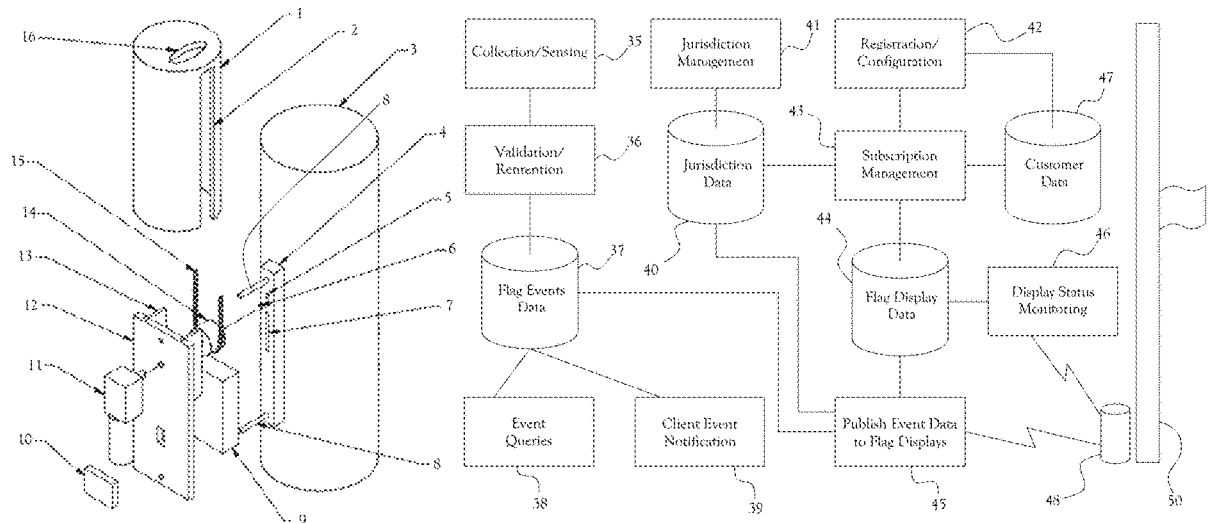 16
1
2
3
8
4
15
5
14
6
13
7
12
11
10
9
8
Collection/Sensing
35
Jurisdiction
Management
41
Registration/
Configuration
42
47
Validation/
Rentention
36
Jurisdiction
Data
43
Subscription
Management
Customer
Data
40
44
46
Flag Events
Data
37
Flag Display
Data
Display Status
Monitoring
Event
Queries
Client Event
Notification
Publish Event Data
to Flag Displays
38
39
45
48
50